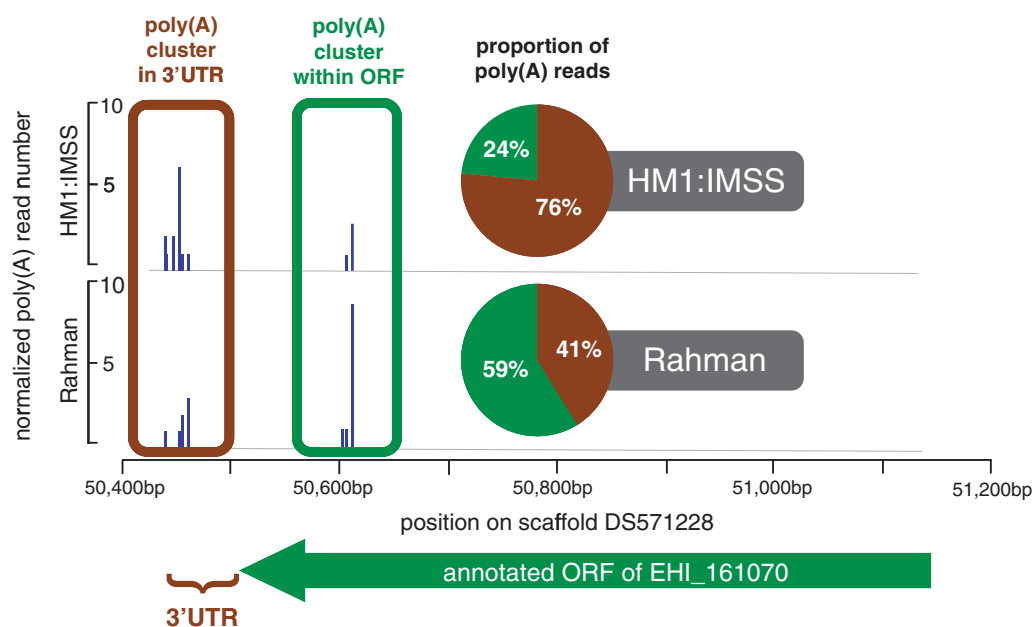 poly(A)
cluster
in 3'UTR
poly(A)
cluster
within ORF
proportion of
poly(A) reads
normalized poly(A) read number
HM1:IMSS
10
5
24%
76%
HM1:IMSS
Rahman
10
5
59%
41%
Rahman
50,400bp
50,600bp
50,800bp
51,000bp
51,200bp
position on scaffold DS571228
annotated ORF of EHI_161070
3'UTR